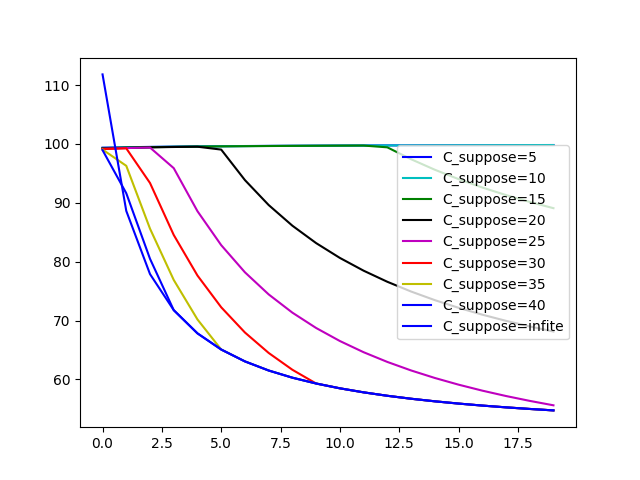 110
100
90
80
70
60
0.0 2.5 5.0 7.5 10.0 12.5 15.0 17.5
C_suppose=5
C_suppose=10
C_suppose=15
C_suppose=20
C_suppose=25
C_suppose=30
C_suppose=35
C_suppose=40
C_suppose=infite